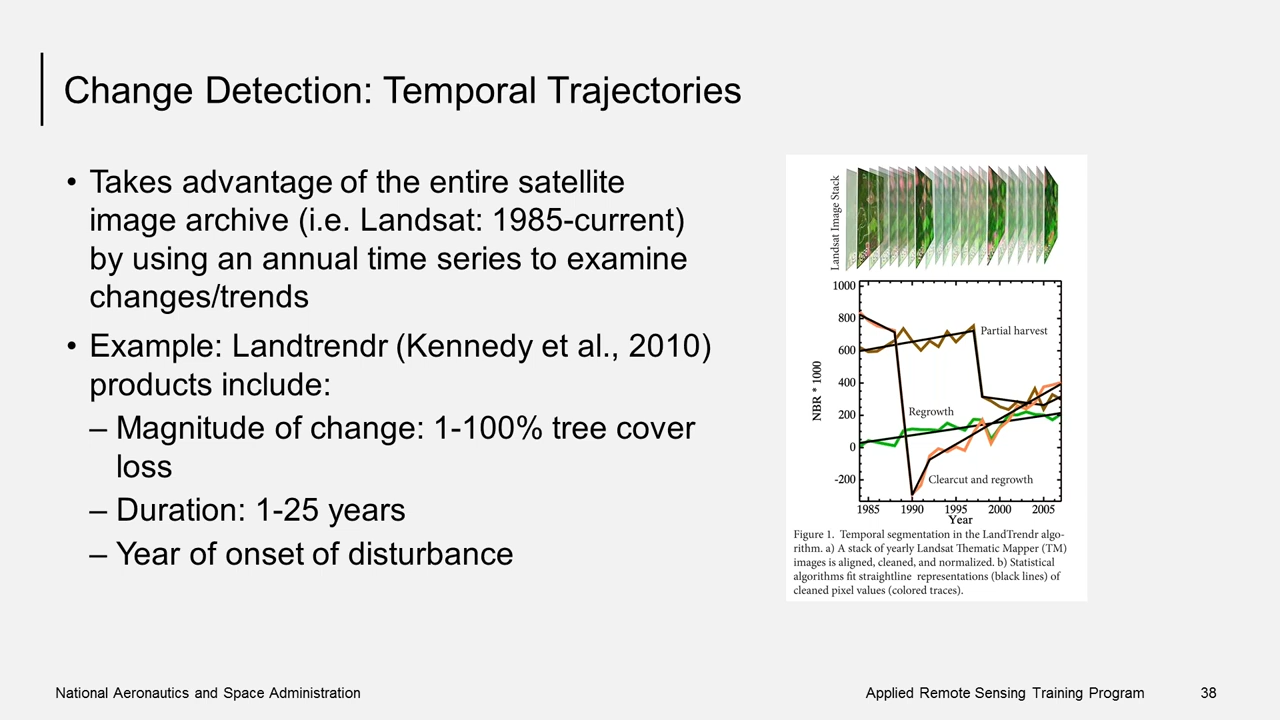 Change Detection: Temporal Trajectories
• Takes advantage of the entire satellite
image archive (i.e. Landsat: 1985-current)
by using an annual time series to examine
changes/trends
• Example: Landtrendr (Kennedy et al., 2010)
products include:
– Magnitude of change: 1-100% tree cover
loss
– Duration: 1-25 years
– Year of onset of disturbance
Landsat Image Stack
1000
800
600
400
200
0
-200
NBR * 1000
Partial harvest
Regrowth
Clearcut and regrowth
1985 1990 1995 2000 2005
Year
Figure 1. Temporal segmentation in the LandTrendr algo-
rithm. a) A stack of yearly Landsat Thematic Mapper (TM)
images is aligned, cleaned, and normalized. b) Statistical
algorithms fit straightline representations (black lines) of
cleaned pixel values (colored traces).
National Aeronautics and Space Administration
Applied Remote Sensing Training Program
38